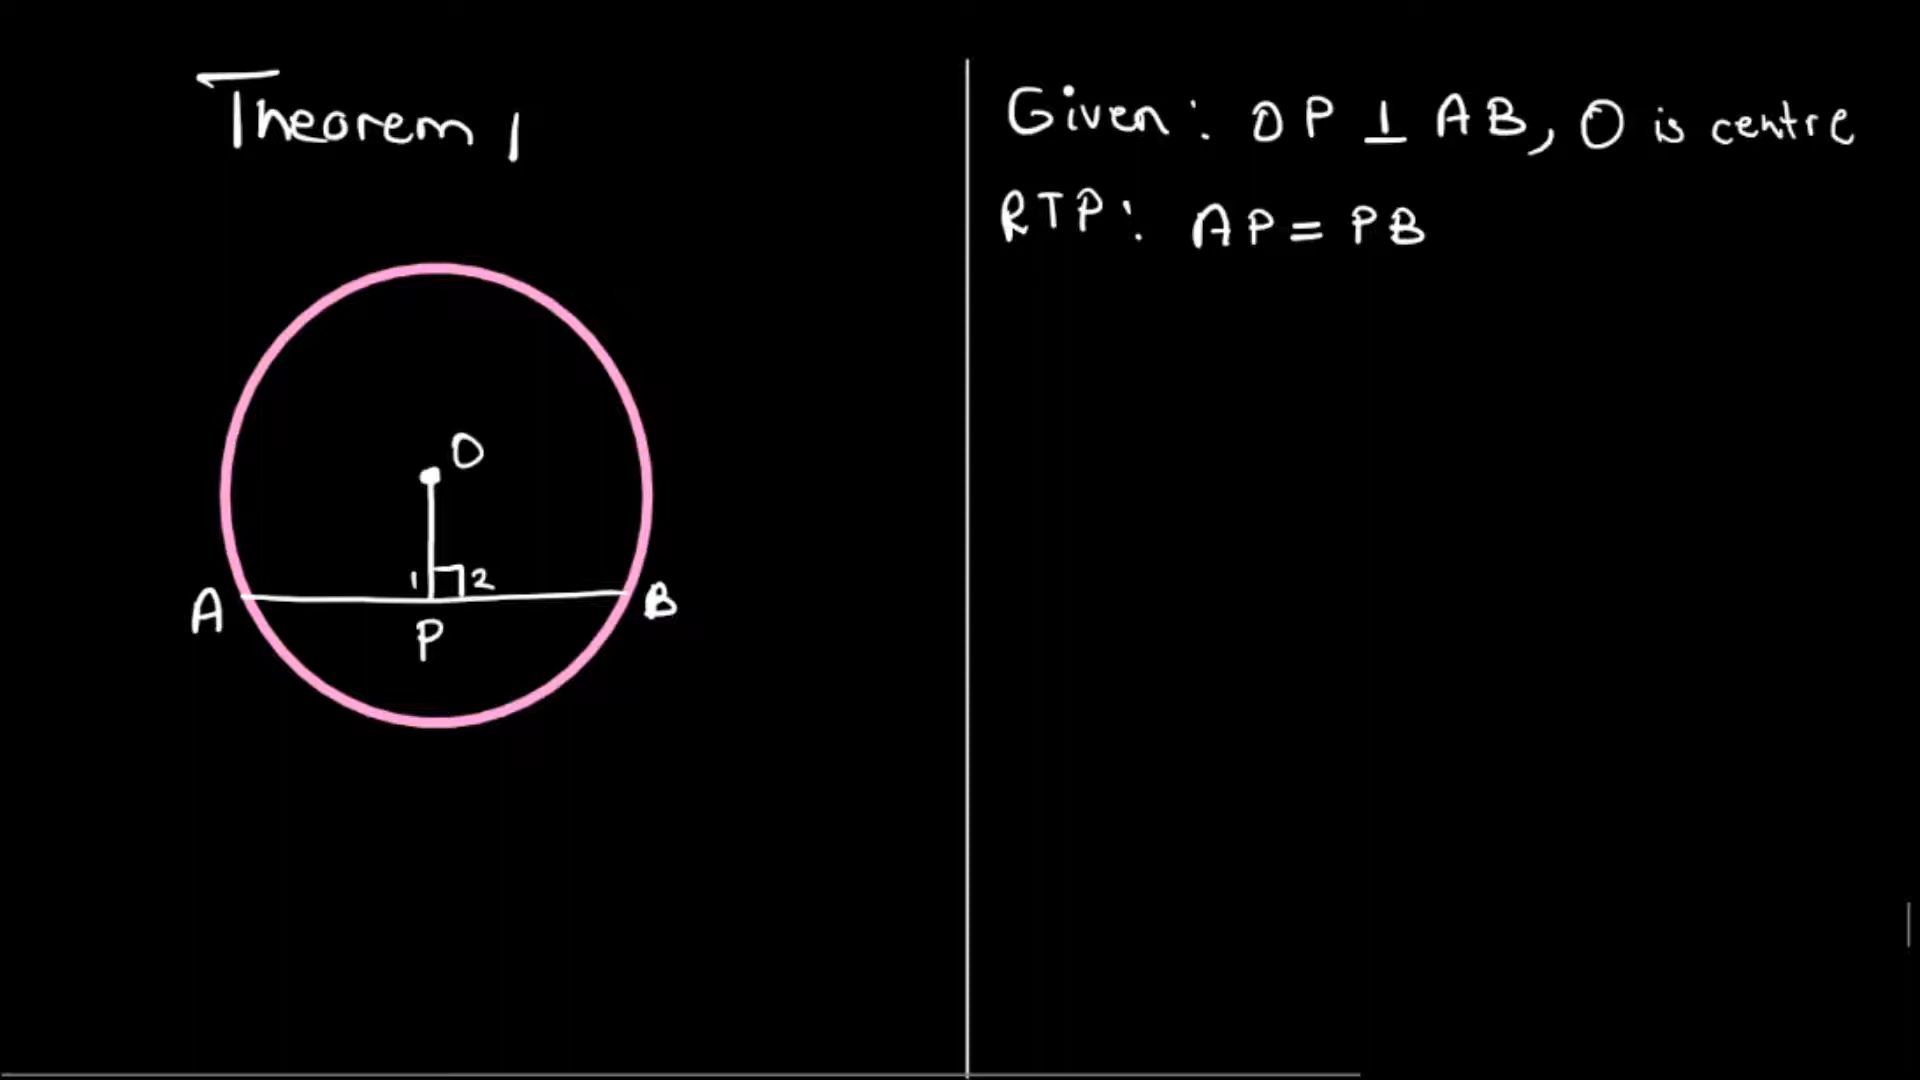 Theorem 1
Given: OP ⊥ AB, O is centre
RTP: AP = PB
O
1 2
A B
P